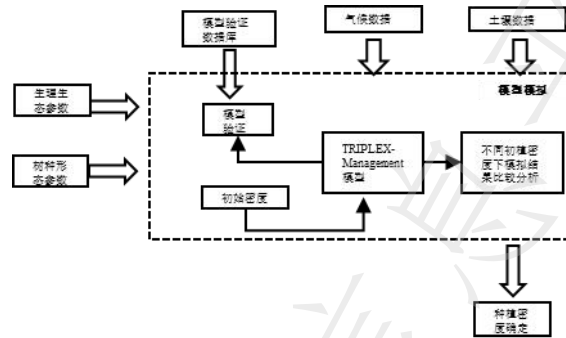 模型验证
数据库
气候数据
土壤数据
模型模拟
生理生
态参数
模型
验证
树种形
态参数
TRIPLEX-
Management
模型
不同初植密
度下模拟结
果比较分析
初始密度
种植密
度确定